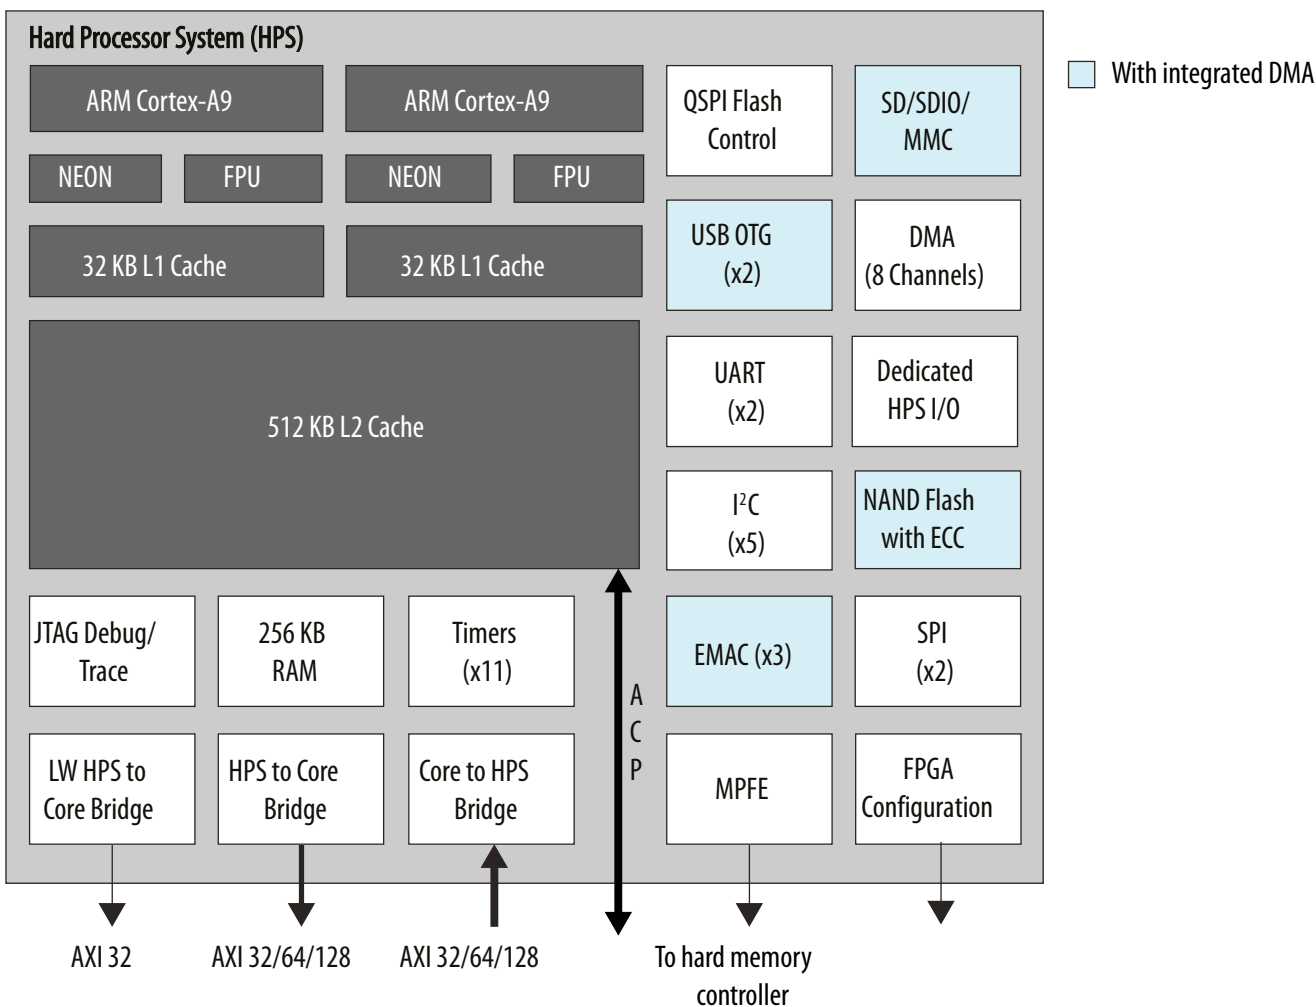 Hard Processor System (HPS)
With integrated DMA
ARM Cortex-A9
ARM Cortex-A9
QSPI Flash
Control
SD/SDIO/
MMC
NEON
FPU
NEON
FPU
USB OTG
(x2)
DMA
(8 Channels)
32 KB L1 Cache
32 KB L1 Cache
512 KB L2 Cache
UART
(x2)
Dedicated
HPS I/O
I²C
(x5)
NAND Flash
with ECC
JTAG Debug/
Trace
256 KB
RAM
Timers
(x11)
A
C
P
EMAC (x3)
SPI
(x2)
LW HPS to
Core Bridge
HPS to Core
Bridge
Core to HPS
Bridge
MPFE
FPGA
Configuration
AXI 32
AXI 32/64/128
AXI 32/64/128
To hard memory
controller